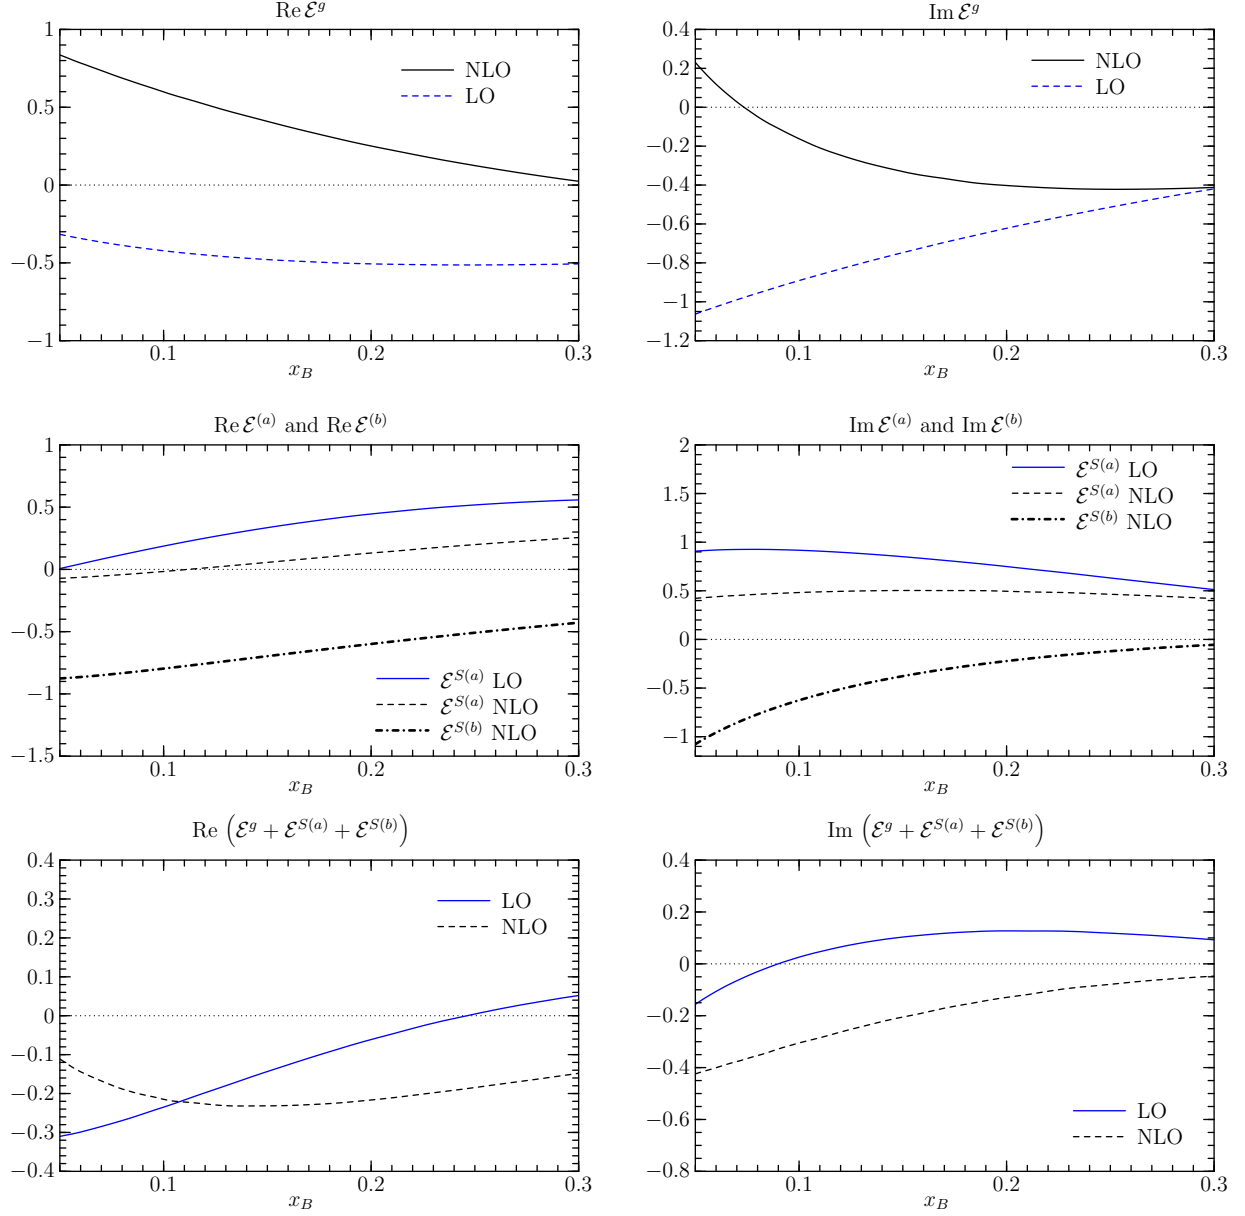 Re ℰ^g
1
0.5
0
−0.5
−1
0.1
0.2
0.3
x_B
NLO
LO
Im ℰ^g
0.4
0.2
0
−0.2
−0.4
−0.6
−0.8
−1
−1.2
0.1
0.2
0.3
x_B
NLO
LO
Re ℰ^(a) and Re ℰ^(b)
1
0.5
0
−0.5
−1
−1.5
0.1
0.2
0.3
x_B
ℰ^S(a) LO
ℰ^S(a) NLO
ℰ^S(b) NLO
Im ℰ^(a) and Im ℰ^(b)
2
1.5
1
0.5
0
−0.5
−1
0.1
0.2
0.3
x_B
ℰ^S(a) LO
ℰ^S(a) NLO
ℰ^S(b) NLO
Re (ℰ^g + ℰ^S(a) + ℰ^S(b))
0.4
0.3
0.2
0.1
0
−0.1
−0.2
−0.3
−0.4
0.1
0.2
0.3
x_B
LO
NLO
Im (ℰ^g + ℰ^S(a) + ℰ^S(b))
0.4
0.2
0
−0.2
−0.4
−0.6
−0.8
0.1
0.2
0.3
x_B
LO
NLO